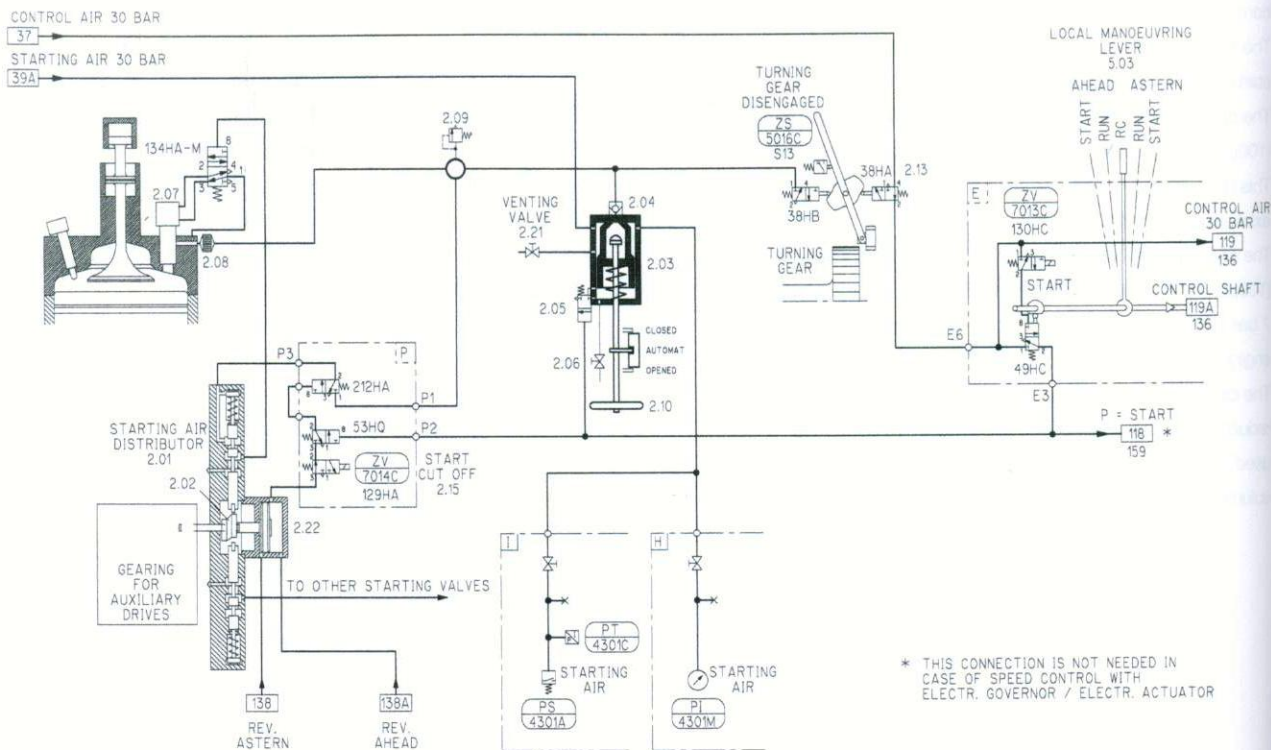 CONTROL AIR 30 BAR
37
STARTING AIR 30 BAR
39A
LOCAL MANOEUVRING
LEVER
5.03
AHEAD ASTERN
START
RUN
RC
RUN
START
TURNING
GEAR
DISENGAGED
ZS
5016C
S13
38HA
2.13
38HB
TURNING
GEAR
2.09
134HA-M
8
2
4
1
3
5
2.07
2.08
VENTING
VALVE
2.21
2.04
2.03
2.05
2.06
CLOSED
AUTOMAT
OPENED
2.10
E
ZV
7013C
130HC
CONTROL AIR
30 BAR
119
136
START
CONTROL SHAFT
119A
136
49HC
E6
E3
P = START
118 *
159
P3
P
212HA
P1
53HQ
P2
STARTING AIR
DISTRIBUTOR
2.01
ZV
7014C
129HA
START
CUT OFF
2.15
2.02
2.22
GEARING
FOR
AUXILIARY
DRIVES
TO OTHER STARTING VALVES
138
REV.
ASTERN
138A
REV.
AHEAD
I
H
PT
4301C
STARTING
AIR
PS
4301A
STARTING
AIR
PI
4301M
* THIS CONNECTION IS NOT NEEDED IN
CASE OF SPEED CONTROL WITH
ELECTR. GOVERNOR / ELECTR. ACTUATOR